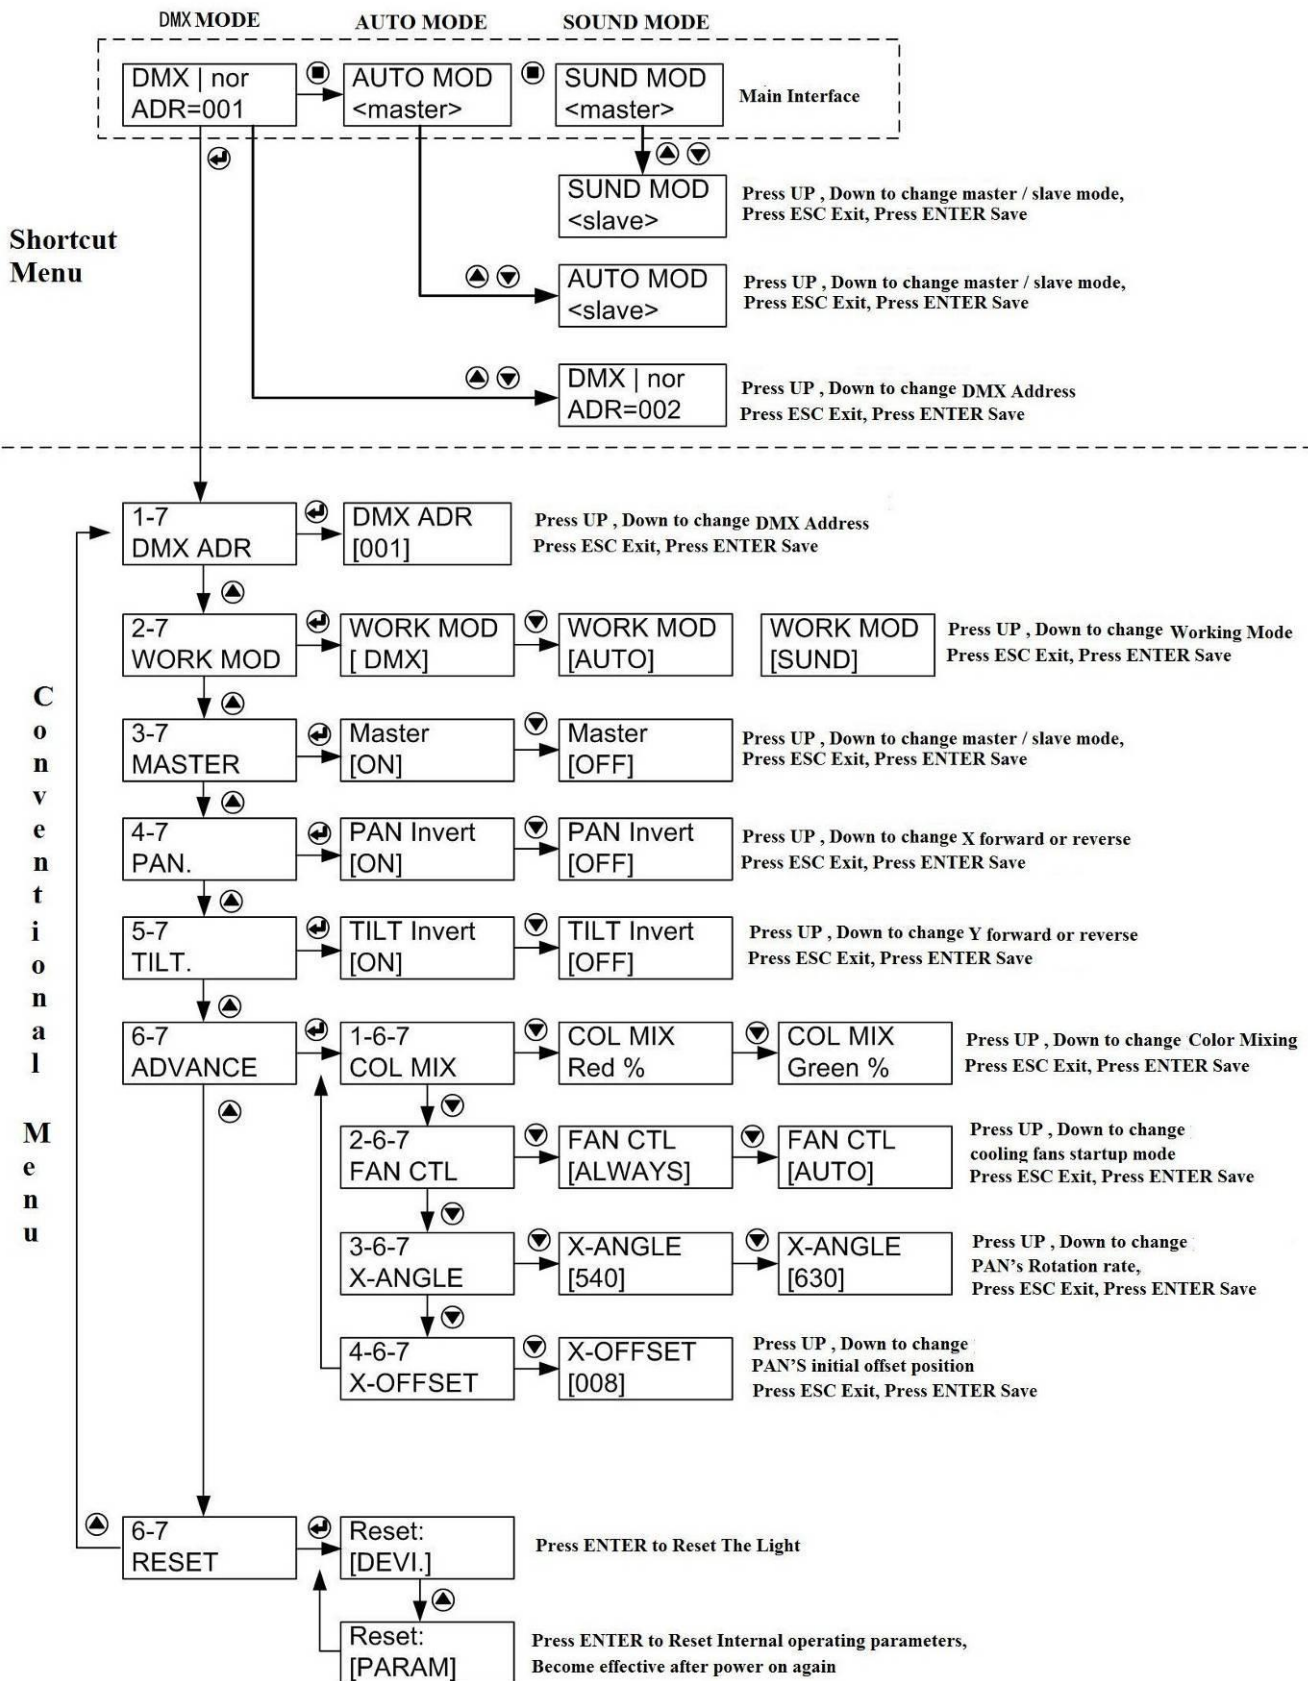 DMX MODE
AUTO MODE
SOUND MODE
DMX | nor
ADR=001
AUTO MOD
<master>
SUND MOD
<master>
Main Interface
SUND MOD
<slave>
Press UP , Down to change master / slave mode,
Press ESC Exit, Press ENTER Save
Shortcut
Menu
AUTO MOD
<slave>
Press UP , Down to change master / slave mode,
Press ESC Exit, Press ENTER Save
DMX | nor
ADR=002
Press UP , Down to change DMX Address
Press ESC Exit, Press ENTER Save
Conventional Menu
1-7
DMX ADR
DMX ADR
[001]
Press UP , Down to change DMX Address
Press ESC Exit, Press ENTER Save
2-7
WORK MOD
WORK MOD
[ DMX]
WORK MOD
[AUTO]
WORK MOD
[SUND]
Press UP , Down to change Working Mode
Press ESC Exit, Press ENTER Save
3-7
MASTER
Master
[ON]
Master
[OFF]
Press UP , Down to change master / slave mode,
Press ESC Exit, Press ENTER Save
4-7
PAN.
PAN Invert
[ON]
PAN Invert
[OFF]
Press UP , Down to change X forward or reverse
Press ESC Exit, Press ENTER Save
5-7
TILT.
TILT Invert
[ON]
TILT Invert
[OFF]
Press UP , Down to change Y forward or reverse
Press ESC Exit, Press ENTER Save
6-7
ADVANCE
1-6-7
COL MIX
COL MIX
Red %
COL MIX
Green %
Press UP , Down to change Color Mixing
Press ESC Exit, Press ENTER Save
2-6-7
FAN CTL
FAN CTL
[ALWAYS]
FAN CTL
[AUTO]
Press UP , Down to change
cooling fans startup mode
Press ESC Exit, Press ENTER Save
3-6-7
X-ANGLE
X-ANGLE
[540]
X-ANGLE
[630]
Press UP , Down to change
PAN's Rotation rate,
Press ESC Exit, Press ENTER Save
4-6-7
X-OFFSET
X-OFFSET
[008]
Press UP , Down to change
PAN'S initial offset position
Press ESC Exit, Press ENTER Save
6-7
RESET
Reset:
[DEVI.]
Press ENTER to Reset The Light
Reset:
[PARAM]
Press ENTER to Reset Internal operating parameters,
Become effective after power on again